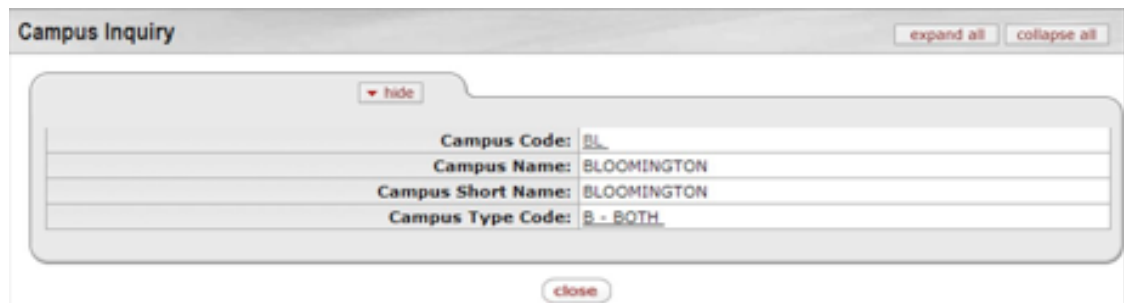 Campus Inquiry expand all collapse all
hide
Campus Code: BL
Campus Name: BLOOMINGTON
Campus Short Name: BLOOMINGTON
Campus Type Code: B - BOTH
close